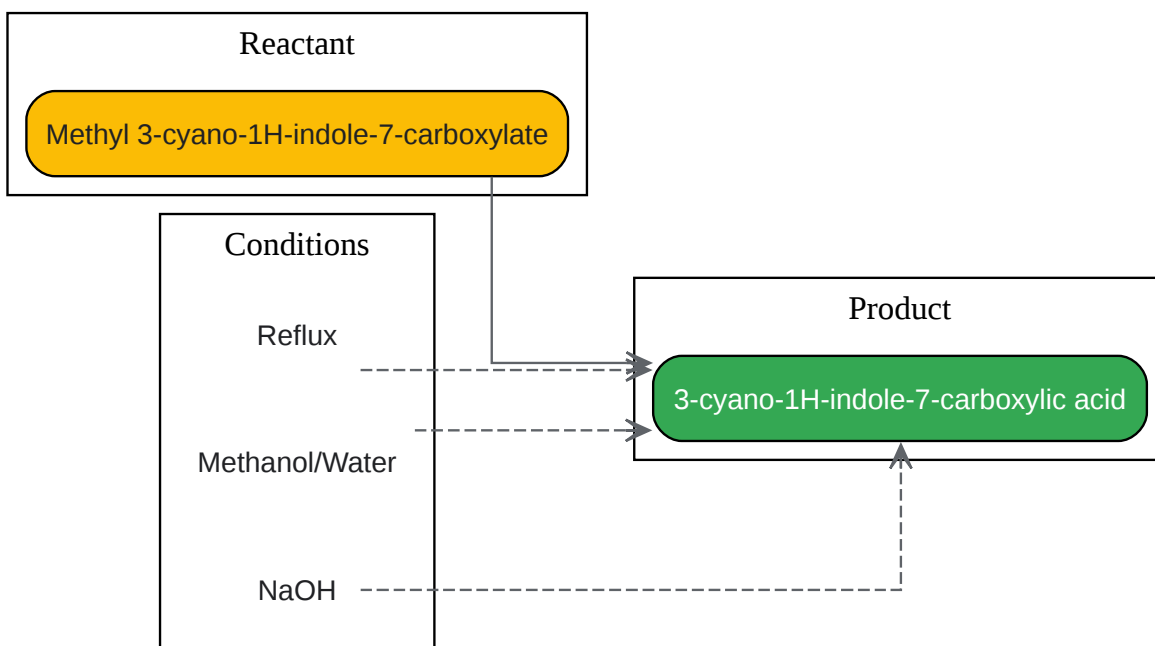 Reactant
Methyl 3-cyano-1H-indole-7-carboxylate
Conditions
Reflux
Methanol/Water
NaOH
Product
3-cyano-1H-indole-7-carboxylic acid